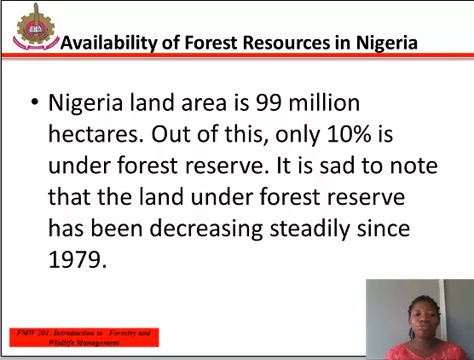 Availability of Forest Resources in Nigeria
• Nigeria land area is 99 million
hectares. Out of this, only 10% is
under forest reserve. It is sad to note
that the land under forest reserve
has been decreasing steadily since
1979.
FMW 201: Introduction to Forestry and
Wildlife Management